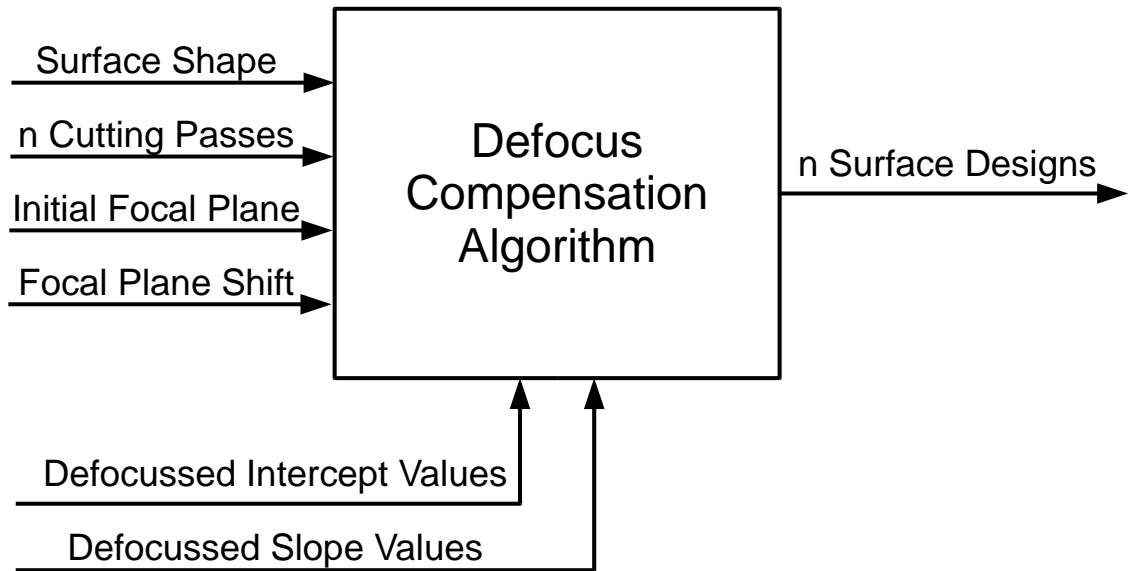 Surface Shape
n Cutting Passes
Initial Focal Plane
Focal Plane Shift
Defocus
Compensation
Algorithm
n Surface Designs
Defocussed Intercept Values
Defocussed Slope Values